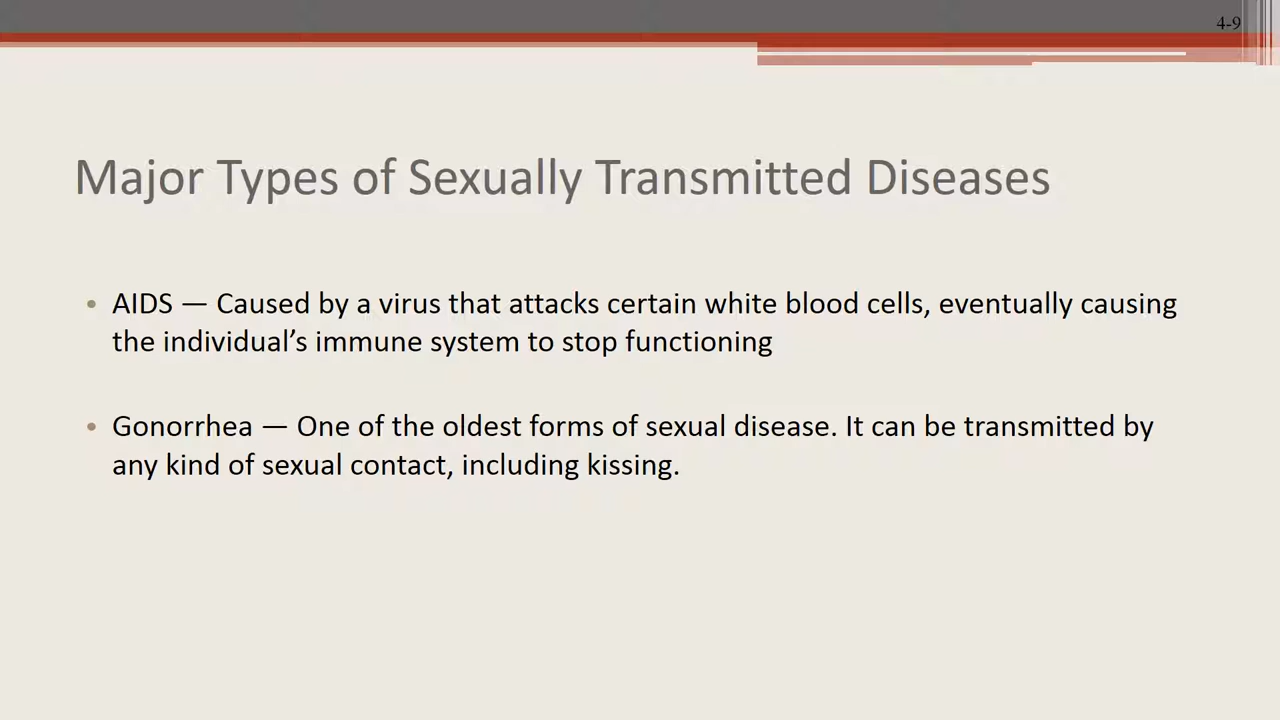 4-9
Major Types of Sexually Transmitted Diseases
• AIDS — Caused by a virus that attacks certain white blood cells, eventually causing
the individual’s immune system to stop functioning
• Gonorrhea — One of the oldest forms of sexual disease. It can be transmitted by
any kind of sexual contact, including kissing.